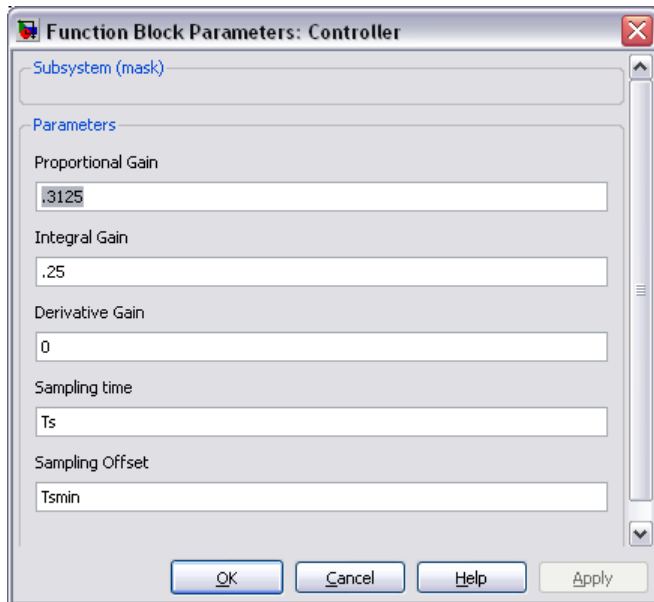 Function Block Parameters: Controller
Subsystem (mask)
Parameters
Proportional Gain
.3125
Integral Gain
.25
Derivative Gain
0
Sampling time
Ts
Sampling Offset
Tsmin
OK Cancel Help Apply